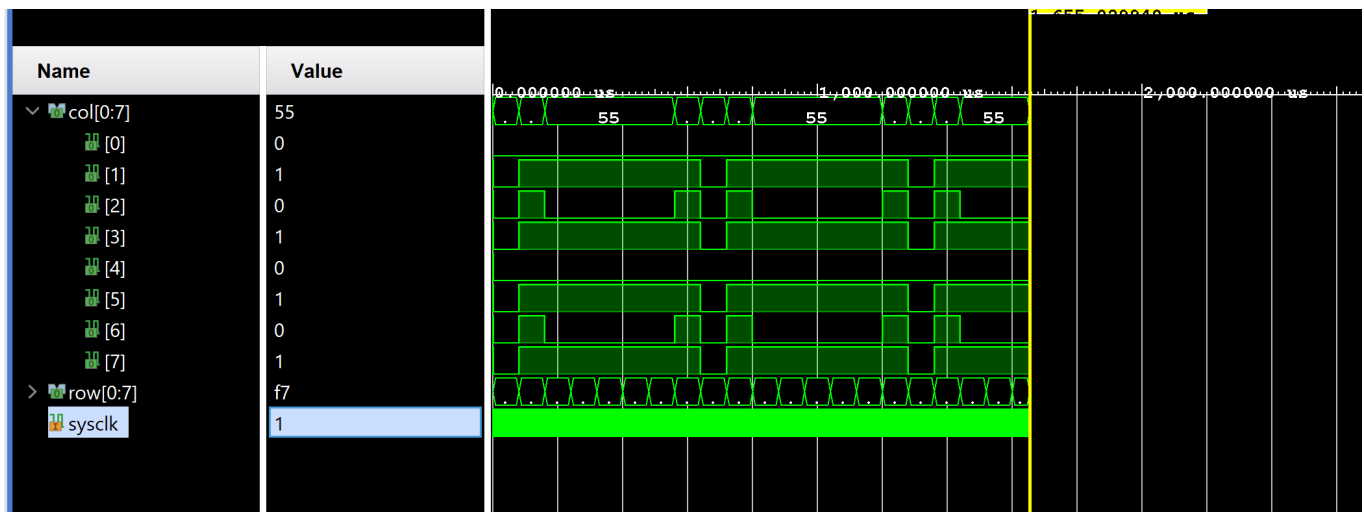 Name Value
0.000000 us 1,000.000000 us 2,000.000000 us
col[0:7] 55 55 55 55
[0] 0
[1] 1
[2] 0
[3] 1
[4] 0
[5] 1
[6] 0
[7] 1
row[0:7] f7
sysclk 1